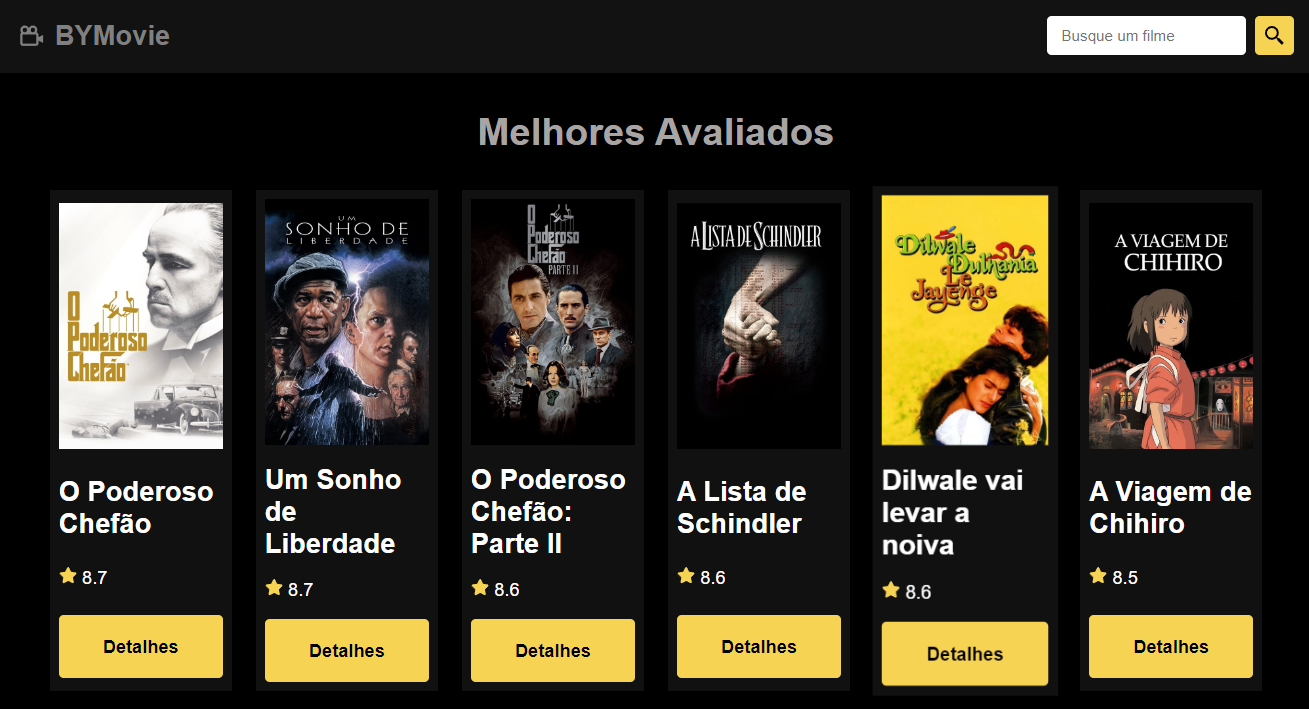 BYMovie
Busque um filme
Melhores Avaliados
O
Poderoso
Chefão
UM
SONHO DE
LIBERDADE
O
Poderoso
Chefão
PARTE II
A LISTA DE SCHINDLER
Dilwale
Dulhania
Le
Jayenge
A VIAGEM DE
CHIHIRO
O Poderoso
Chefão
Um Sonho
de
Liberdade
O Poderoso
Chefão:
Parte II
A Lista de
Schindler
Dilwale vai
levar a
noiva
A Viagem de
Chihiro
8.7
8.7
8.6
8.6
8.6
8.5
Detalhes
Detalhes
Detalhes
Detalhes
Detalhes
Detalhes